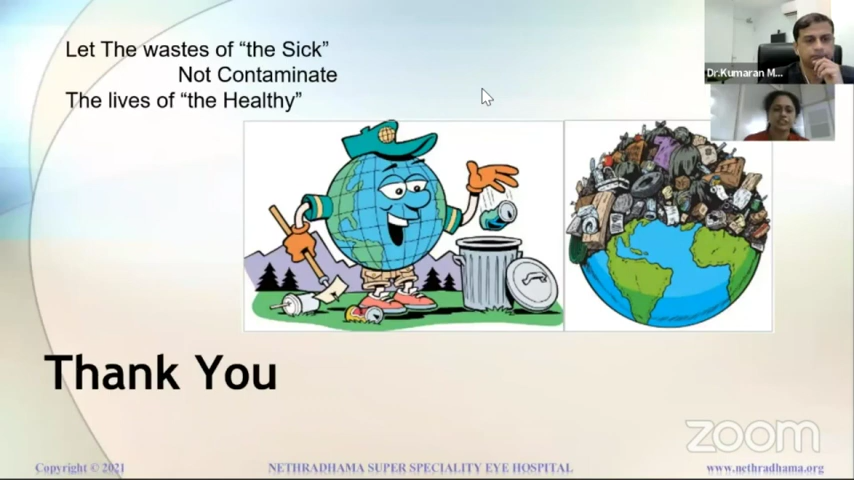 Let The wastes of “the Sick”
Not Contaminate
The lives of “the Healthy”
Dr.Kumaran M...
Thank You
zoom
Copyright © 2021
NETHRADHAMA SUPER SPECIALITY EYE HOSPITAL
www.nethradhama.org